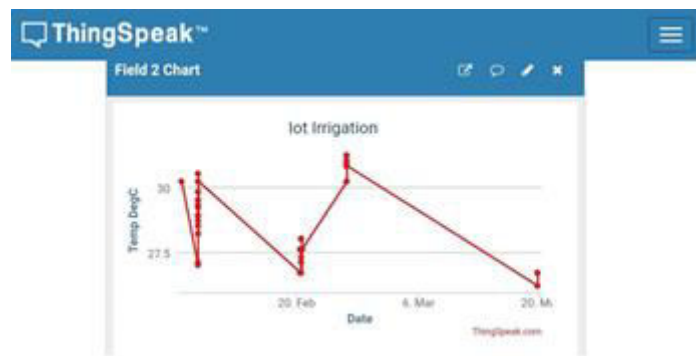 ThingSpeak™
Field 2 Chart
Iot Irrigation
Temp DegC
30
27.5
20. Feb
6. Mar
20. M
Date
ThingSpeak.com